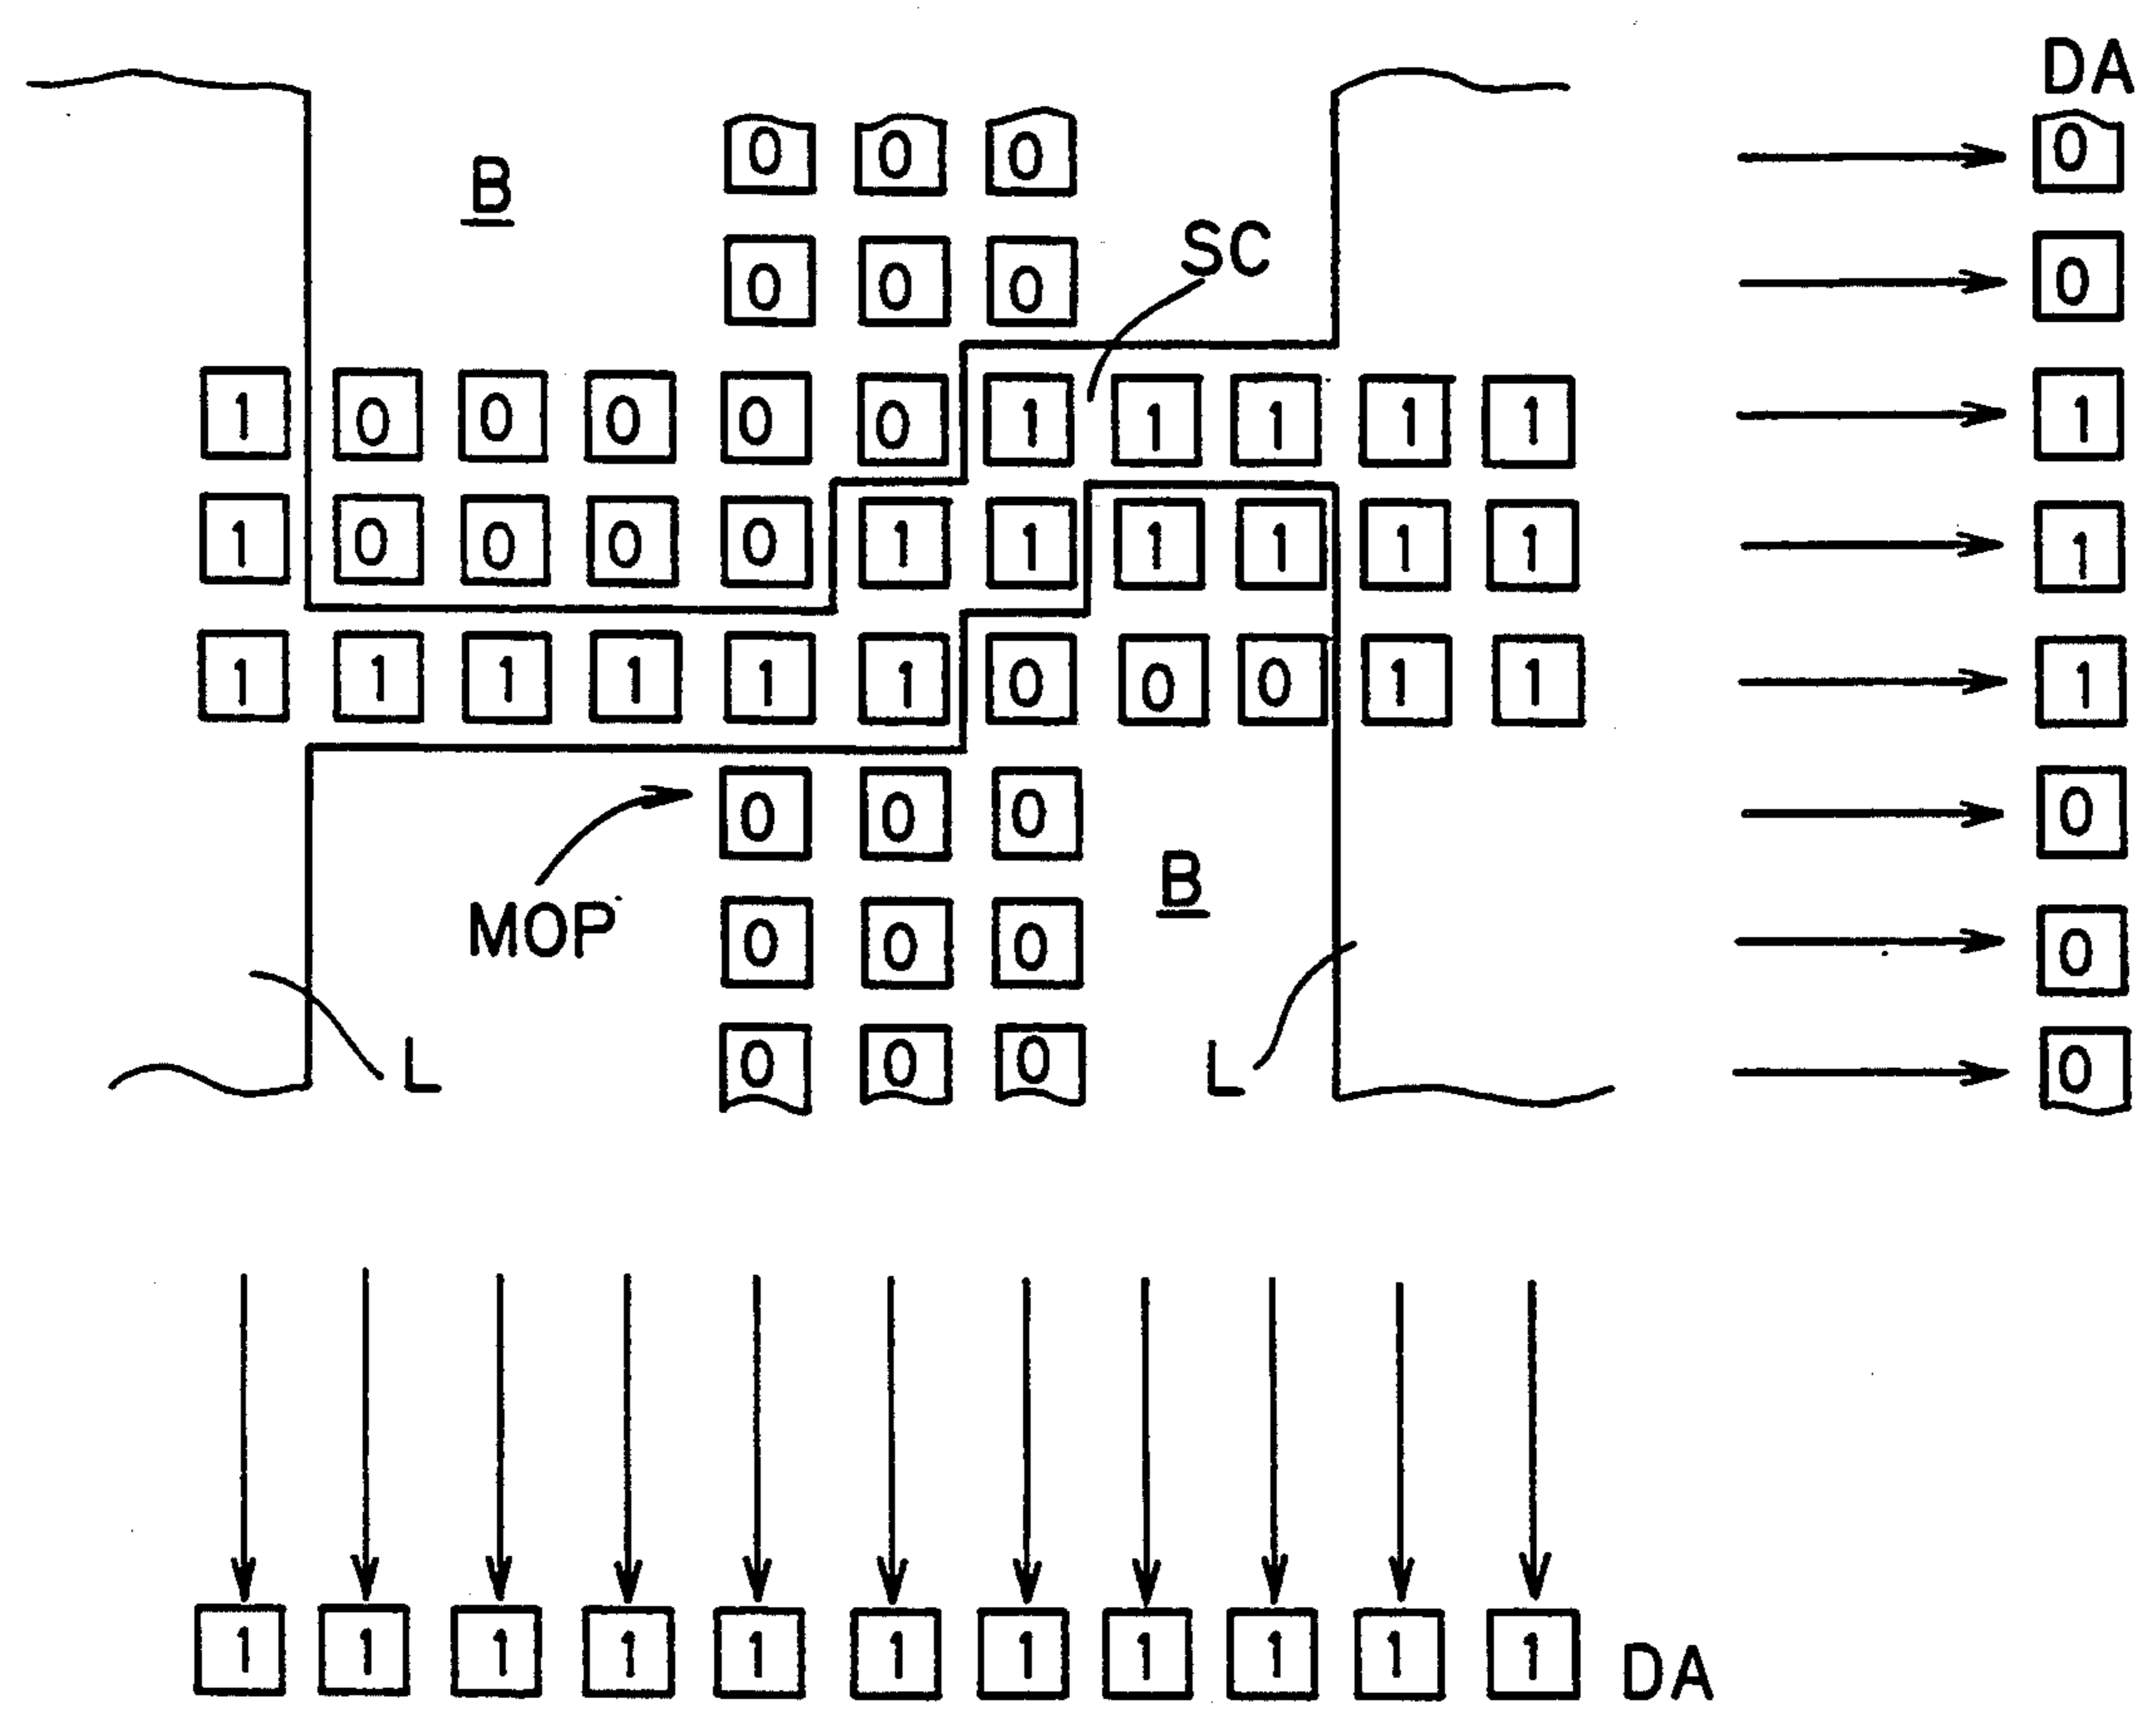 DA
0 0 0 0
B
SC
0 0 0 0
1 0 0 0 0 0 1 1 1 1 1 1
1 0 0 0 0 1 1 1 1 1 1 1
1 1 1 1 1 1 0 0 0 1 1 1
0 0 0 0
B
MOP
0 0 0 0
L L
0 0 0 0
1 1 1 1 1 1 1 1 1 1 1 DA